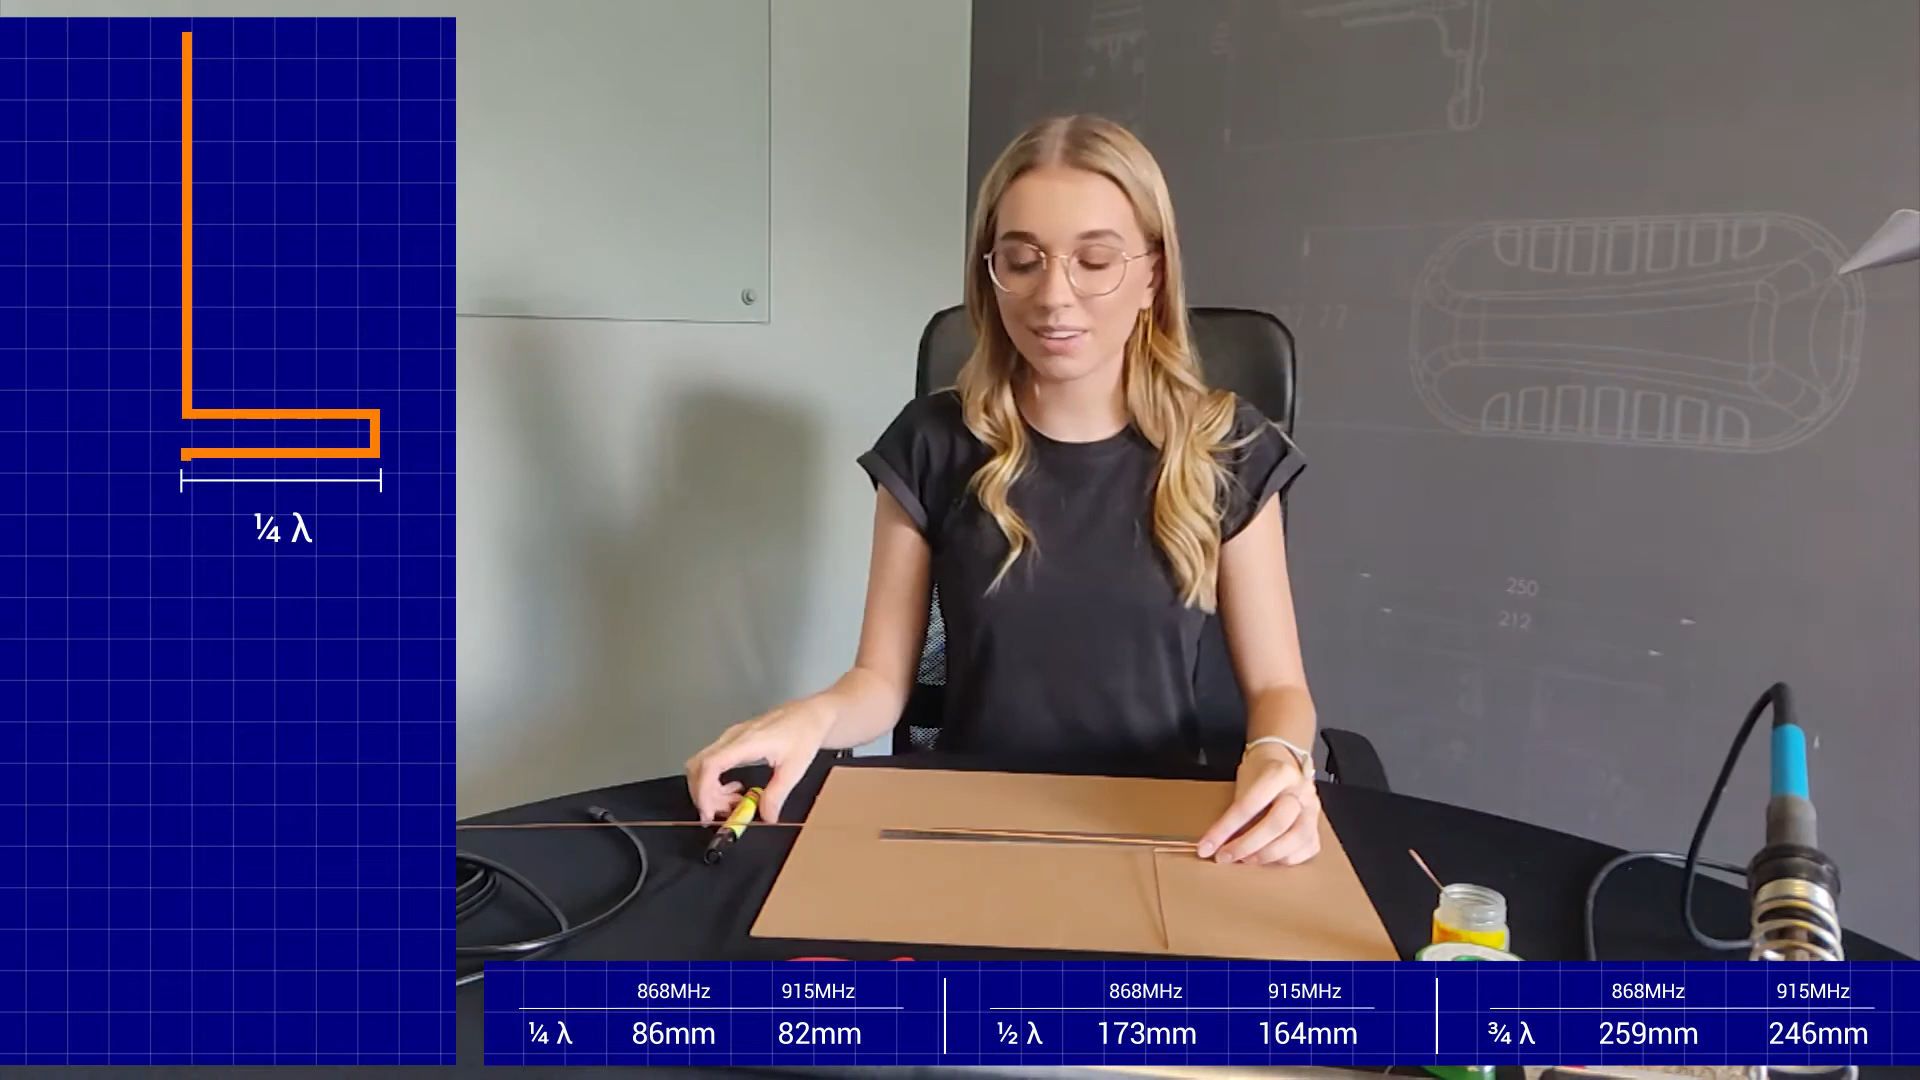 ¼ λ
250
212
868MHz 915MHz
¼ λ 86mm 82mm
868MHz 915MHz
½ λ 173mm 164mm
868MHz 915MHz
¾ λ 259mm 246mm